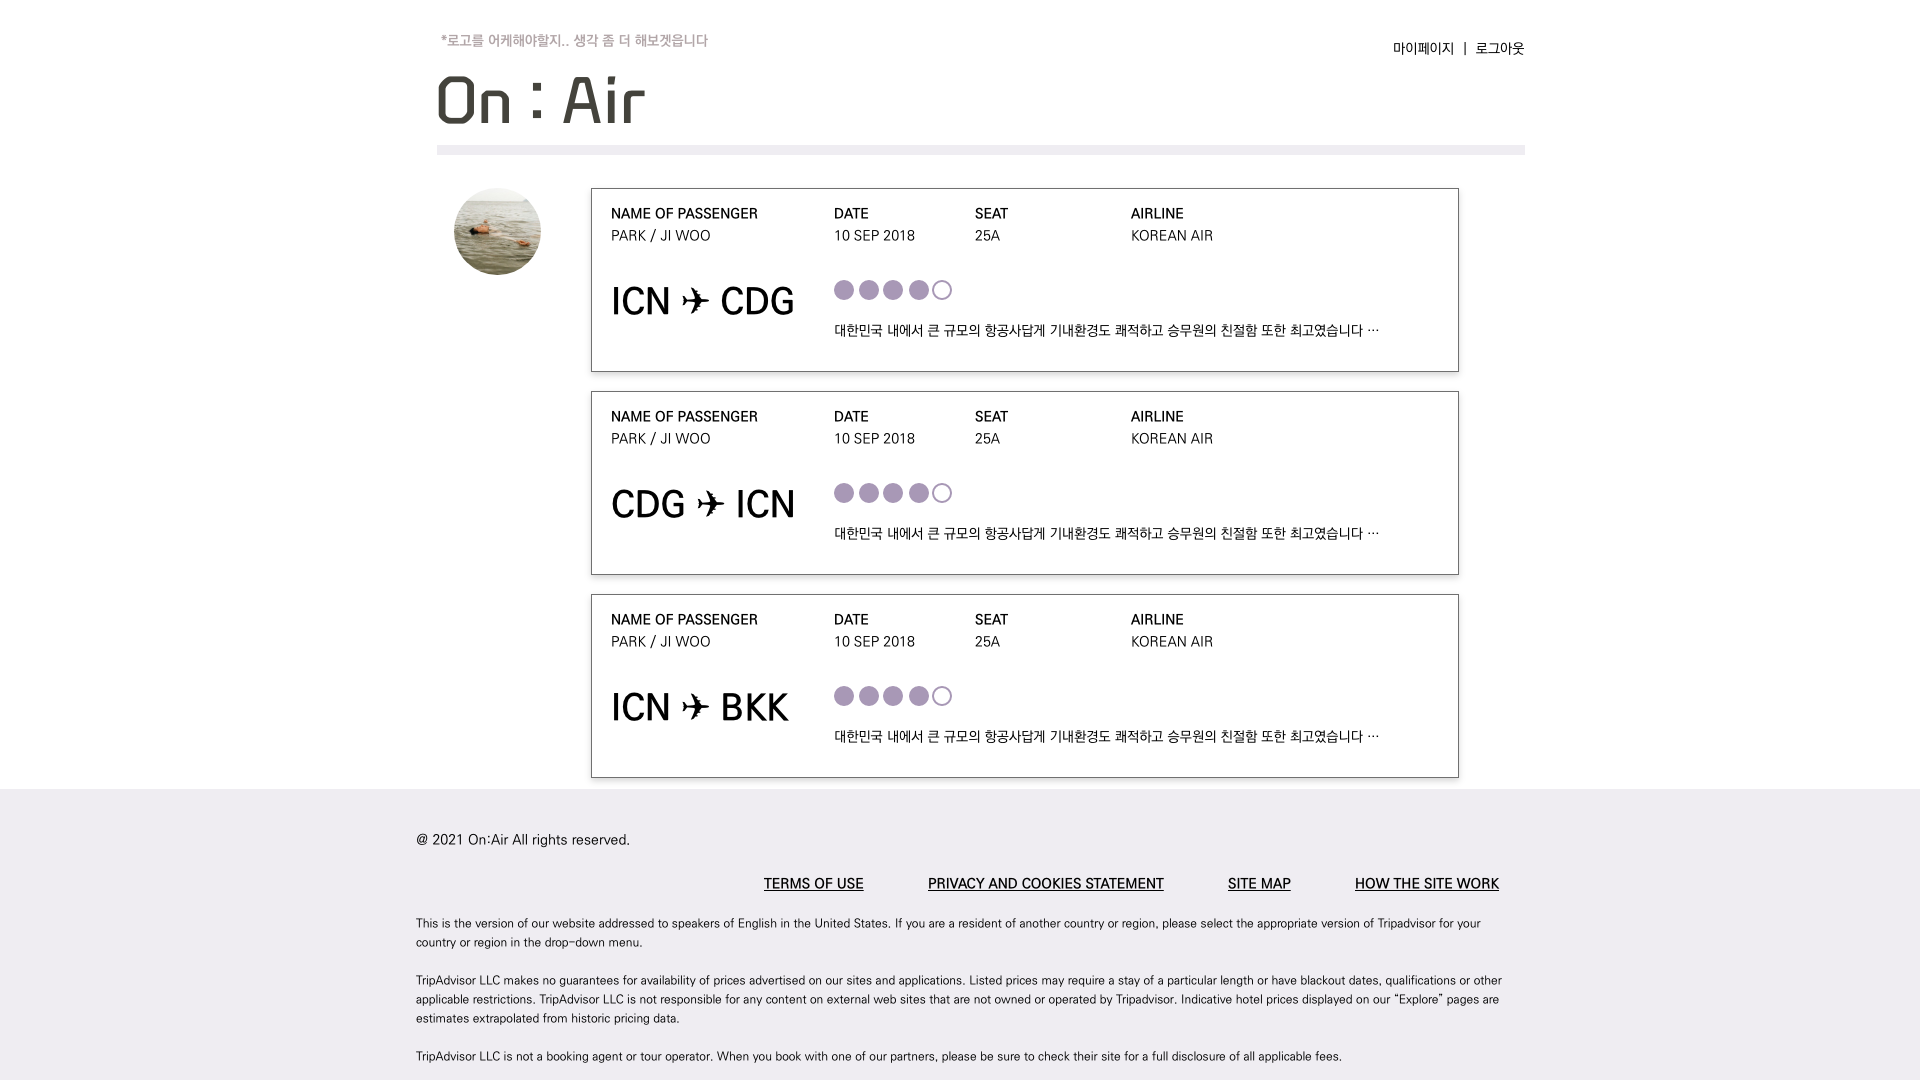 *로고를 어케해야할지.. 생각 좀 더 해보겟읍니다
마이페이지 | 로그아웃
On : Air
NAME OF PASSENGER DATE SEAT AIRLINE
PARK / JI WOO 10 SEP 2018 25A KOREAN AIR
ICN ✈ CDG
대한민국 내에서 큰 규모의 항공사답게 기내환경도 쾌적하고 승무원의 친절함 또한 최고였습니다 ···
NAME OF PASSENGER DATE SEAT AIRLINE
PARK / JI WOO 10 SEP 2018 25A KOREAN AIR
CDG ✈ ICN
대한민국 내에서 큰 규모의 항공사답게 기내환경도 쾌적하고 승무원의 친절함 또한 최고였습니다 ···
NAME OF PASSENGER DATE SEAT AIRLINE
PARK / JI WOO 10 SEP 2018 25A KOREAN AIR
ICN ✈ BKK
대한민국 내에서 큰 규모의 항공사답게 기내환경도 쾌적하고 승무원의 친절함 또한 최고였습니다 ···
@ 2021 On:Air All rights reserved.
TERMS OF USE PRIVACY AND COOKIES STATEMENT SITE MAP HOW THE SITE WORK
This is the version of our website addressed to speakers of English in the United States. If you are a resident of another country or region, please select the appropriate version of Tripadvisor for your
country or region in the drop-down menu.
TripAdvisor LLC makes no guarantees for availability of prices advertised on our sites and applications. Listed prices may require a stay of a particular length or have blackout dates, qualifications or other
applicable restrictions. TripAdvisor LLC is not responsible for any content on external web sites that are not owned or operated by Tripadvisor. Indicative hotel prices displayed on our “Explore” pages are
estimates extrapolated from historic pricing data.
TripAdvisor LLC is not a booking agent or tour operator. When you book with one of our partners, please be sure to check their site for a full disclosure of all applicable fees.